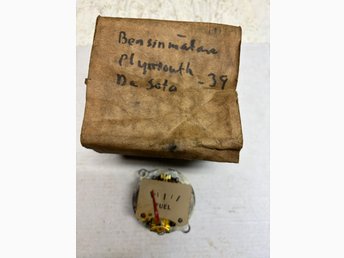 Bensinmätare
Plymouth
De Soto - 39
FUEL